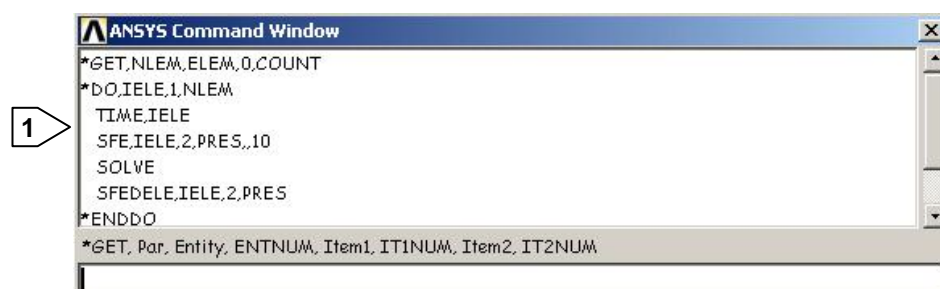 ANSYS Command Window
*GET,NLEM,ELEM,0,COUNT
*DO,IELE,1,NLEM
TIME,IELE
1
SFE,IELE,2,PRES,,10
SOLVE
SFEDELE,IELE,2,PRES
*ENDDO
*GET, Par, Entity, ENTNUM, Item1, IT1NUM, Item2, IT2NUM